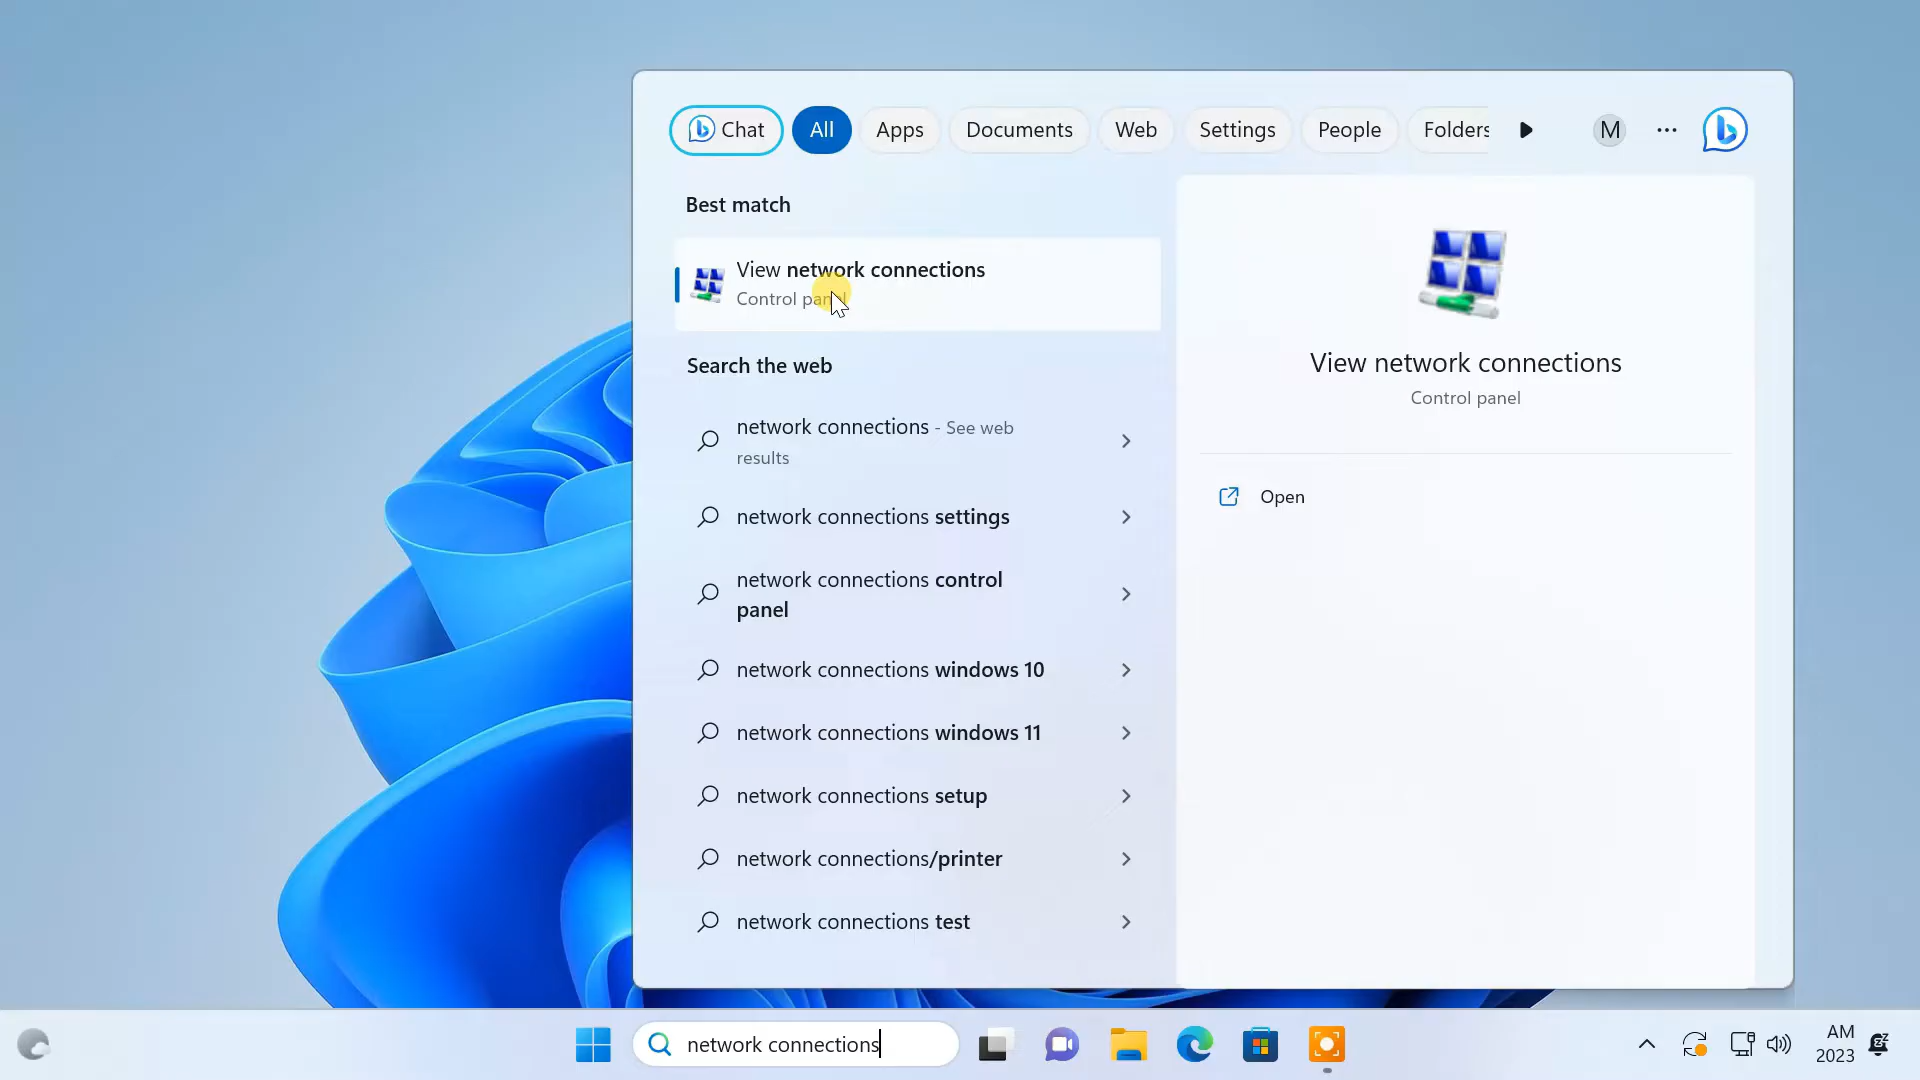 Chat All Apps Documents Web Settings People Folders M
Best match
View network connections
Control panel
Search the web
network connections - See web
results
network connections settings
network connections control
panel
network connections windows 10
network connections windows 11
network connections setup
network connections/printer
network connections test
View network connections
Control panel
Open
network connections
AM
2023